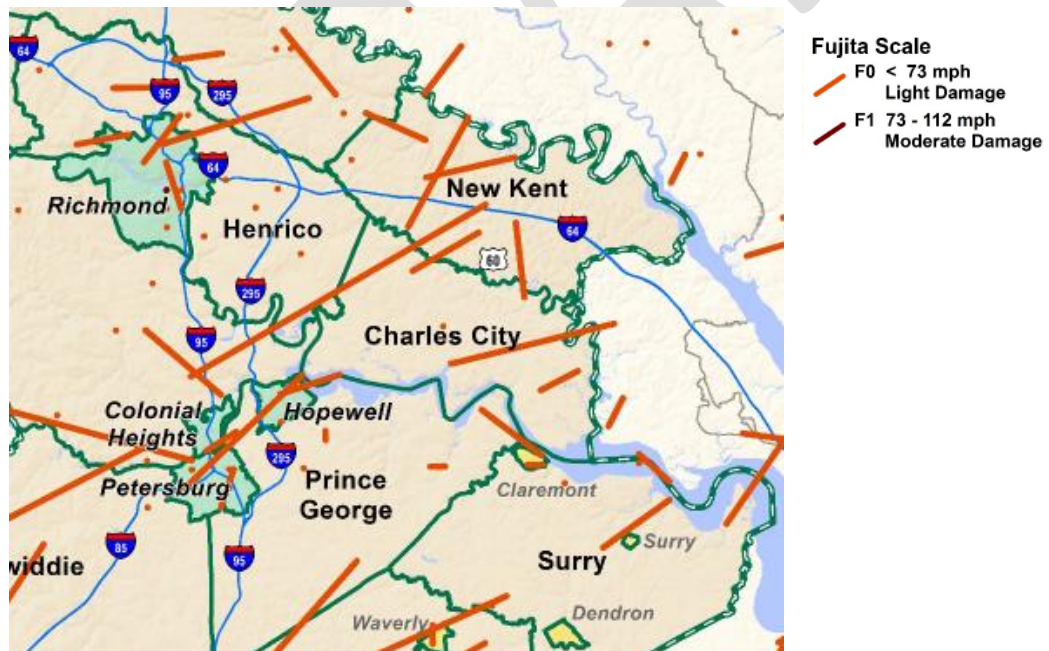 Fujita Scale
F0 < 73 mph
Light Damage
F1 73 - 112 mph
Moderate Damage
64
95
295
64
New Kent
Richmond
Henrico
64
60
295
95
Charles City
Colonial
Heights
Hopewell
295
Petersburg
Prince
George
Claremont
85
95
Surry
Surry
widdie
Waverly
Dendron